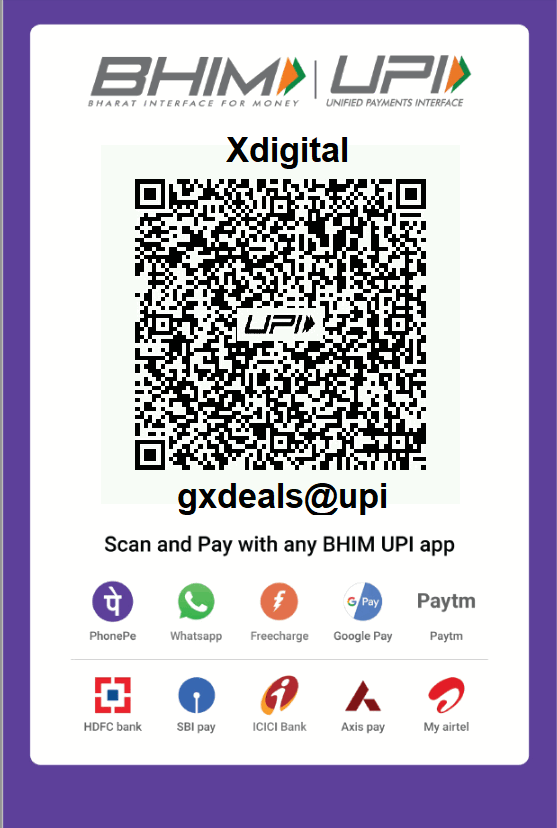 BHIM UPI
BHARAT INTERFACE FOR MONEY UNIFIED PAYMENTS INTERFACE
Xdigital
UPI
gxdeals@upi
Scan and Pay with any BHIM UPI app
पे G Pay Paytm
PhonePe Whatsapp Freecharge Google Pay Paytm
HDFC bank SBI pay ICICI Bank Axis pay My airtel